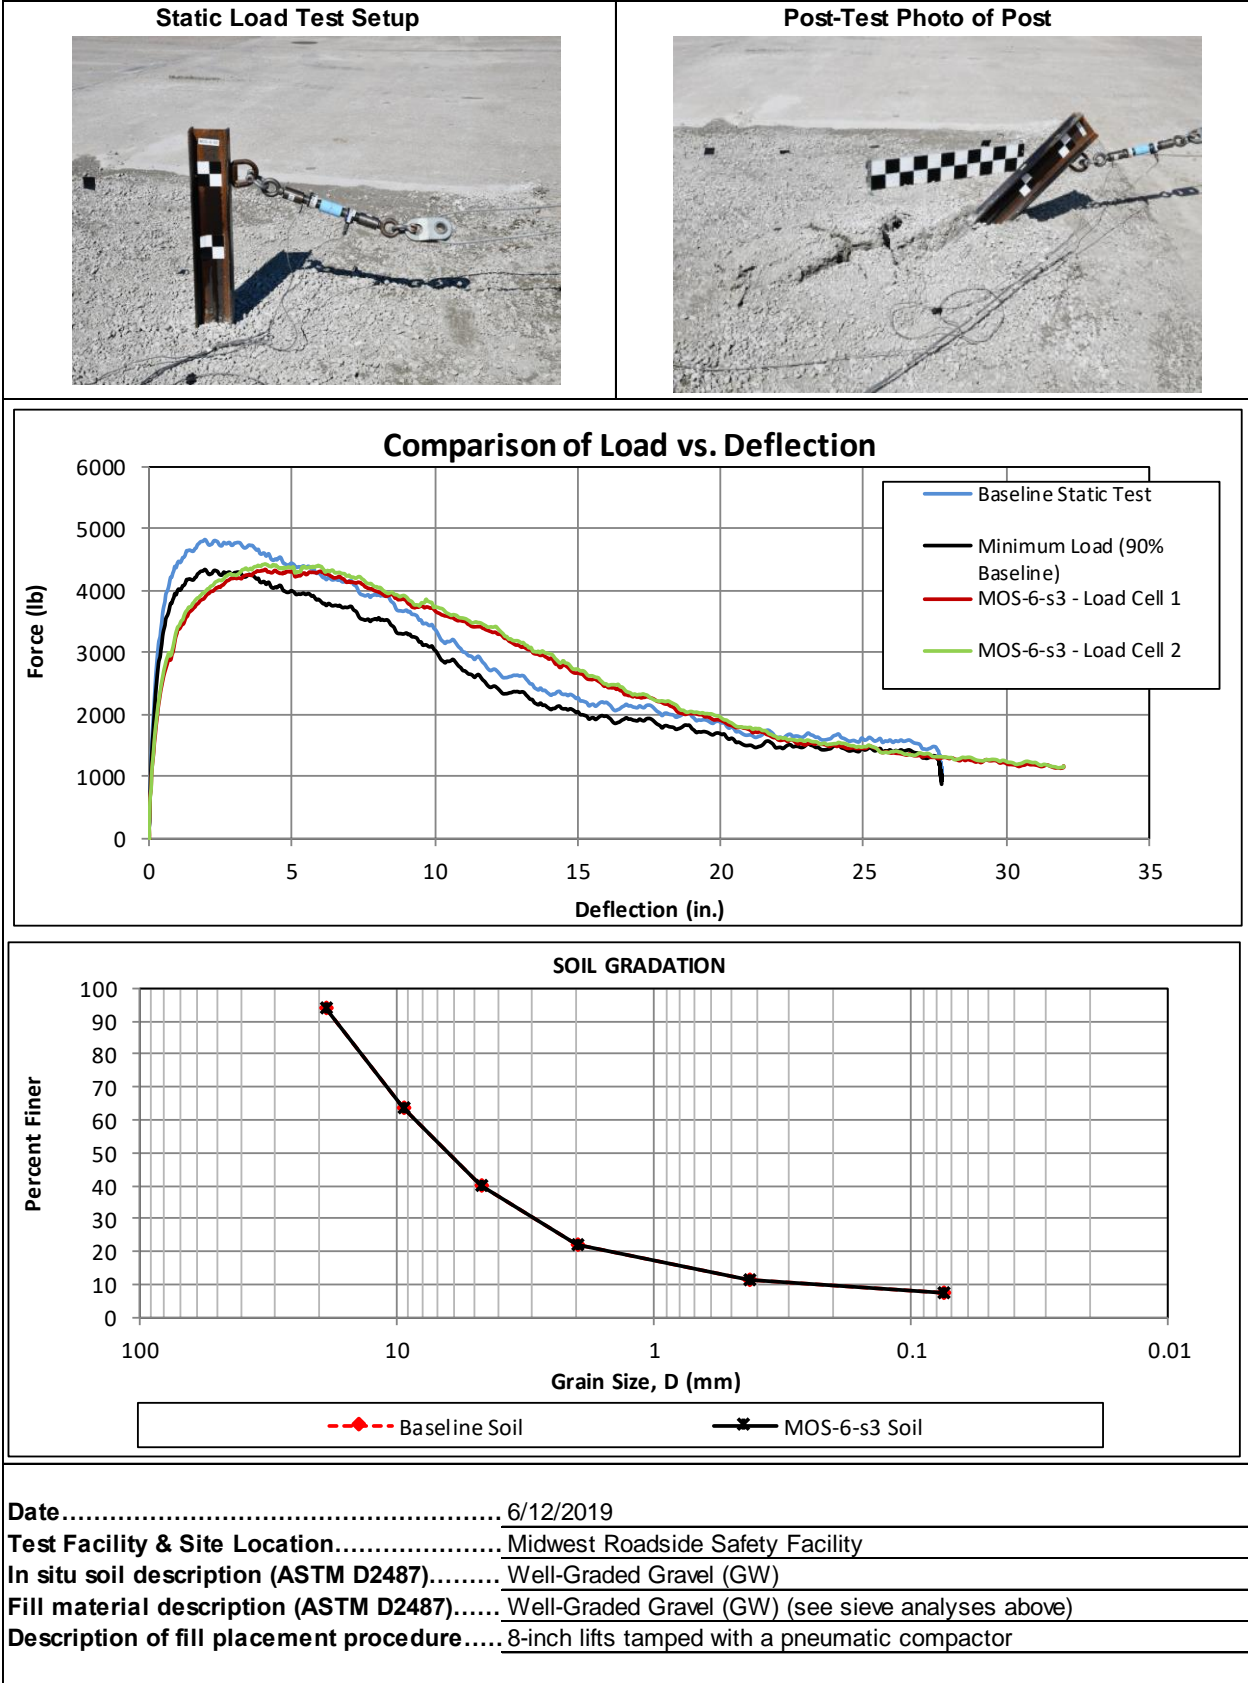 Static Load Test Setup
Post-Test Photo of Post
Comparison of Load vs. Deflection
Force (lb)
6000
5000
4000
3000
2000
1000
0
0 5 10 15 20 25 30 35
Deflection (in.)
Baseline Static Test
Minimum Load (90%
Baseline)
MOS-6-s3 - Load Cell 1
MOS-6-s3 - Load Cell 2
SOIL GRADATION
Percent Finer
100
90
80
70
60
50
40
30
20
10
0
100 10 1 0.1 0.01
Grain Size, D (mm)
Baseline Soil
MOS-6-s3 Soil
Date.................................................... 6/12/2019
Test Facility & Site Location..................... Midwest Roadside Safety Facility
In situ soil description (ASTM D2487)......... Well-Graded Gravel (GW)
Fill material description (ASTM D2487)...... Well-Graded Gravel (GW) (see sieve analyses above)
Description of fill placement procedure..... 8-inch lifts tamped with a pneumatic compactor